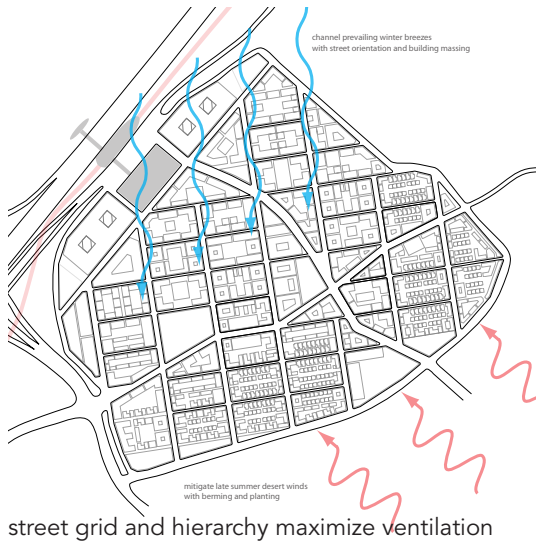 channel prevailing winter breezes
with street orientation and building massing
mitigate late summer desert winds
with berming and planting
street grid and hierarchy maximize ventilation